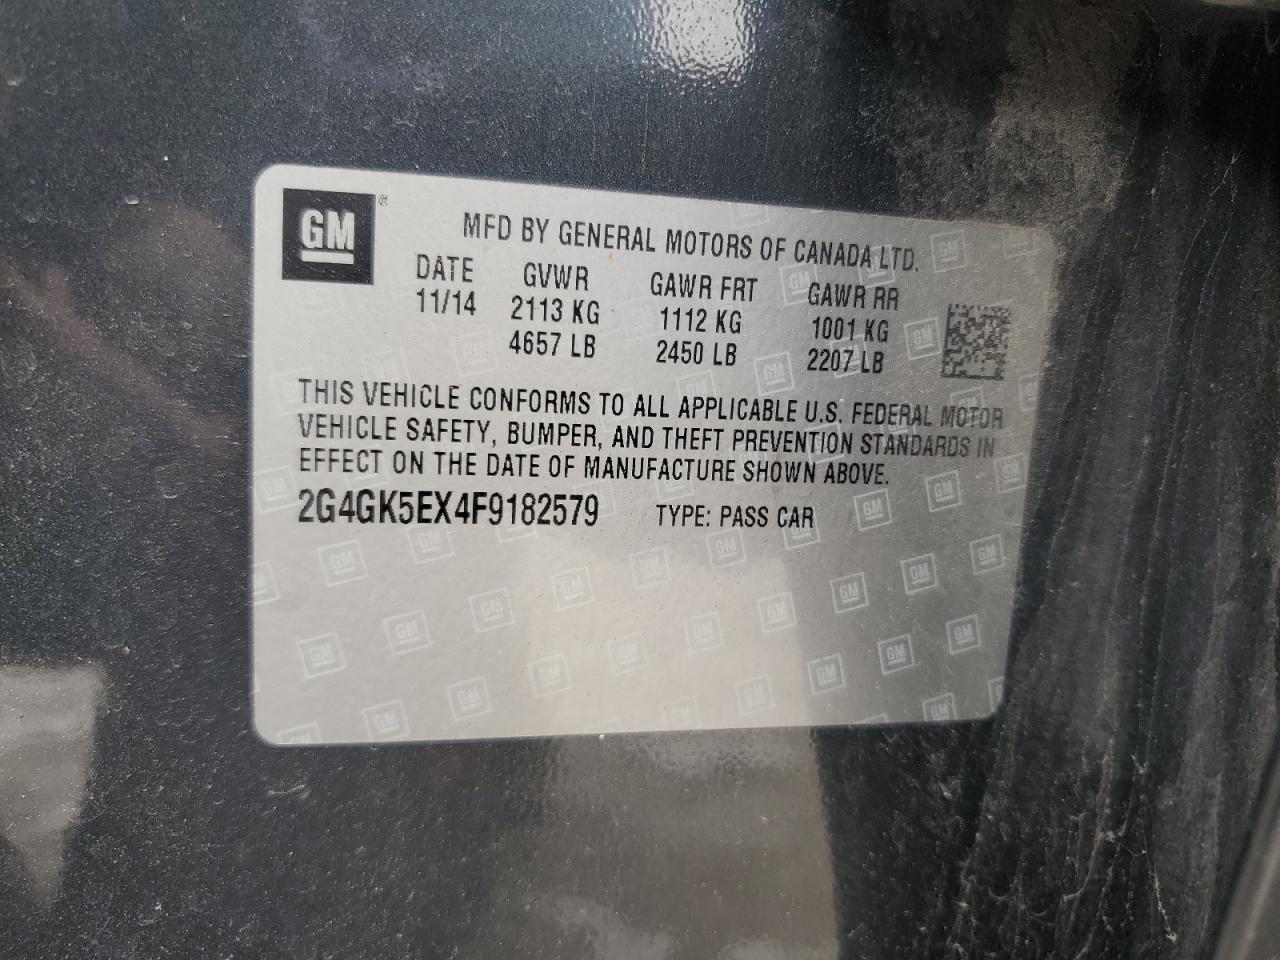 GM ®
MFD BY GENERAL MOTORS OF CANADA LTD.
DATE GVWR GAWR FRT GAWR RR
11/14 2113 KG 1112 KG 1001 KG
4657 LB 2450 LB 2207 LB
THIS VEHICLE CONFORMS TO ALL APPLICABLE U.S. FEDERAL MOTOR
VEHICLE SAFETY, BUMPER, AND THEFT PREVENTION STANDARDS IN
EFFECT ON THE DATE OF MANUFACTURE SHOWN ABOVE.
2G4GK5EX4F9182579 TYPE: PASS CAR